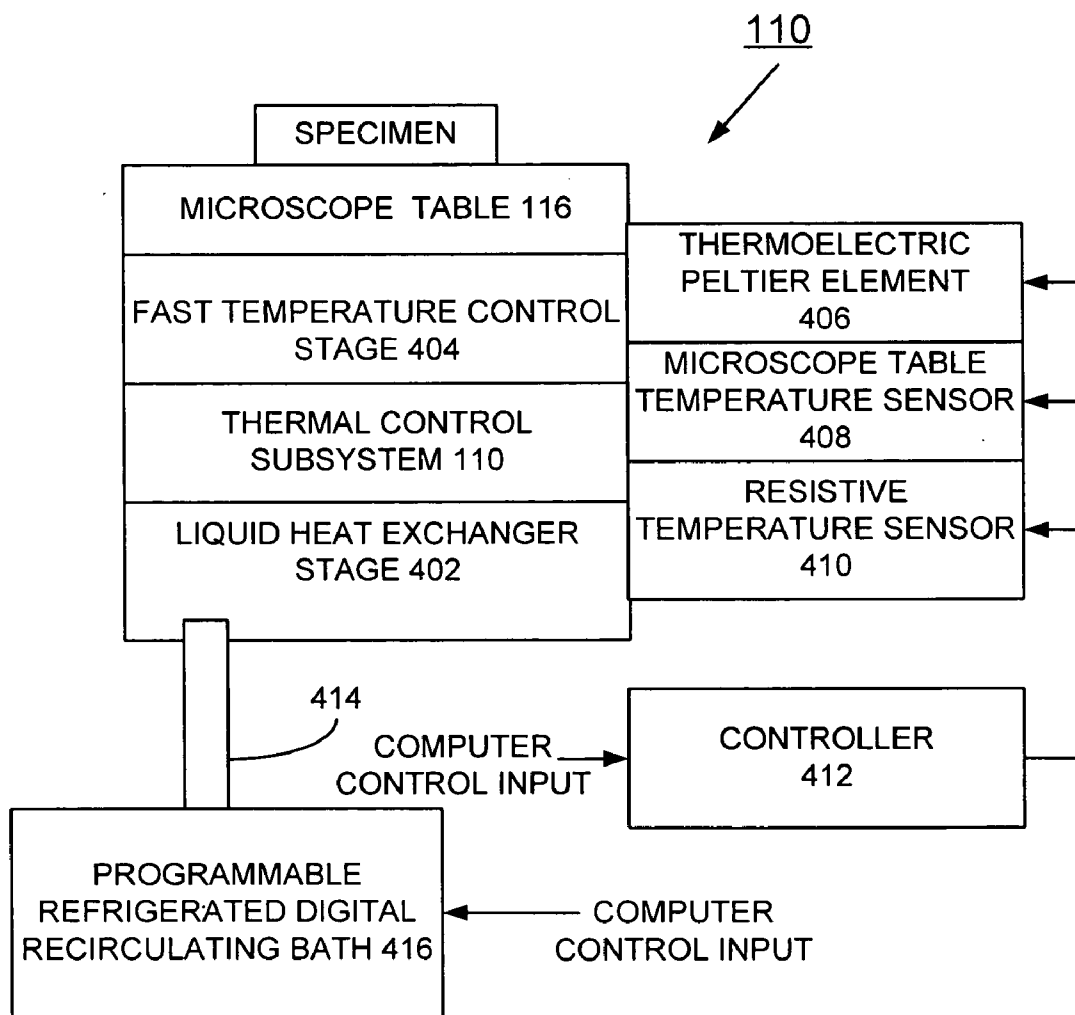 110
SPECIMEN
MICROSCOPE TABLE 116
FAST TEMPERATURE CONTROL
STAGE 404
THERMAL CONTROL
SUBSYSTEM 110
LIQUID HEAT EXCHANGER
STAGE 402
THERMOELECTRIC
PELTIER ELEMENT
406
MICROSCOPE TABLE
TEMPERATURE SENSOR
408
RESISTIVE
TEMPERATURE SENSOR
410
414
COMPUTER
CONTROL INPUT
CONTROLLER
412
PROGRAMMABLE
REFRIGERATED DIGITAL
RECIRCULATING BATH 416
COMPUTER
CONTROL INPUT